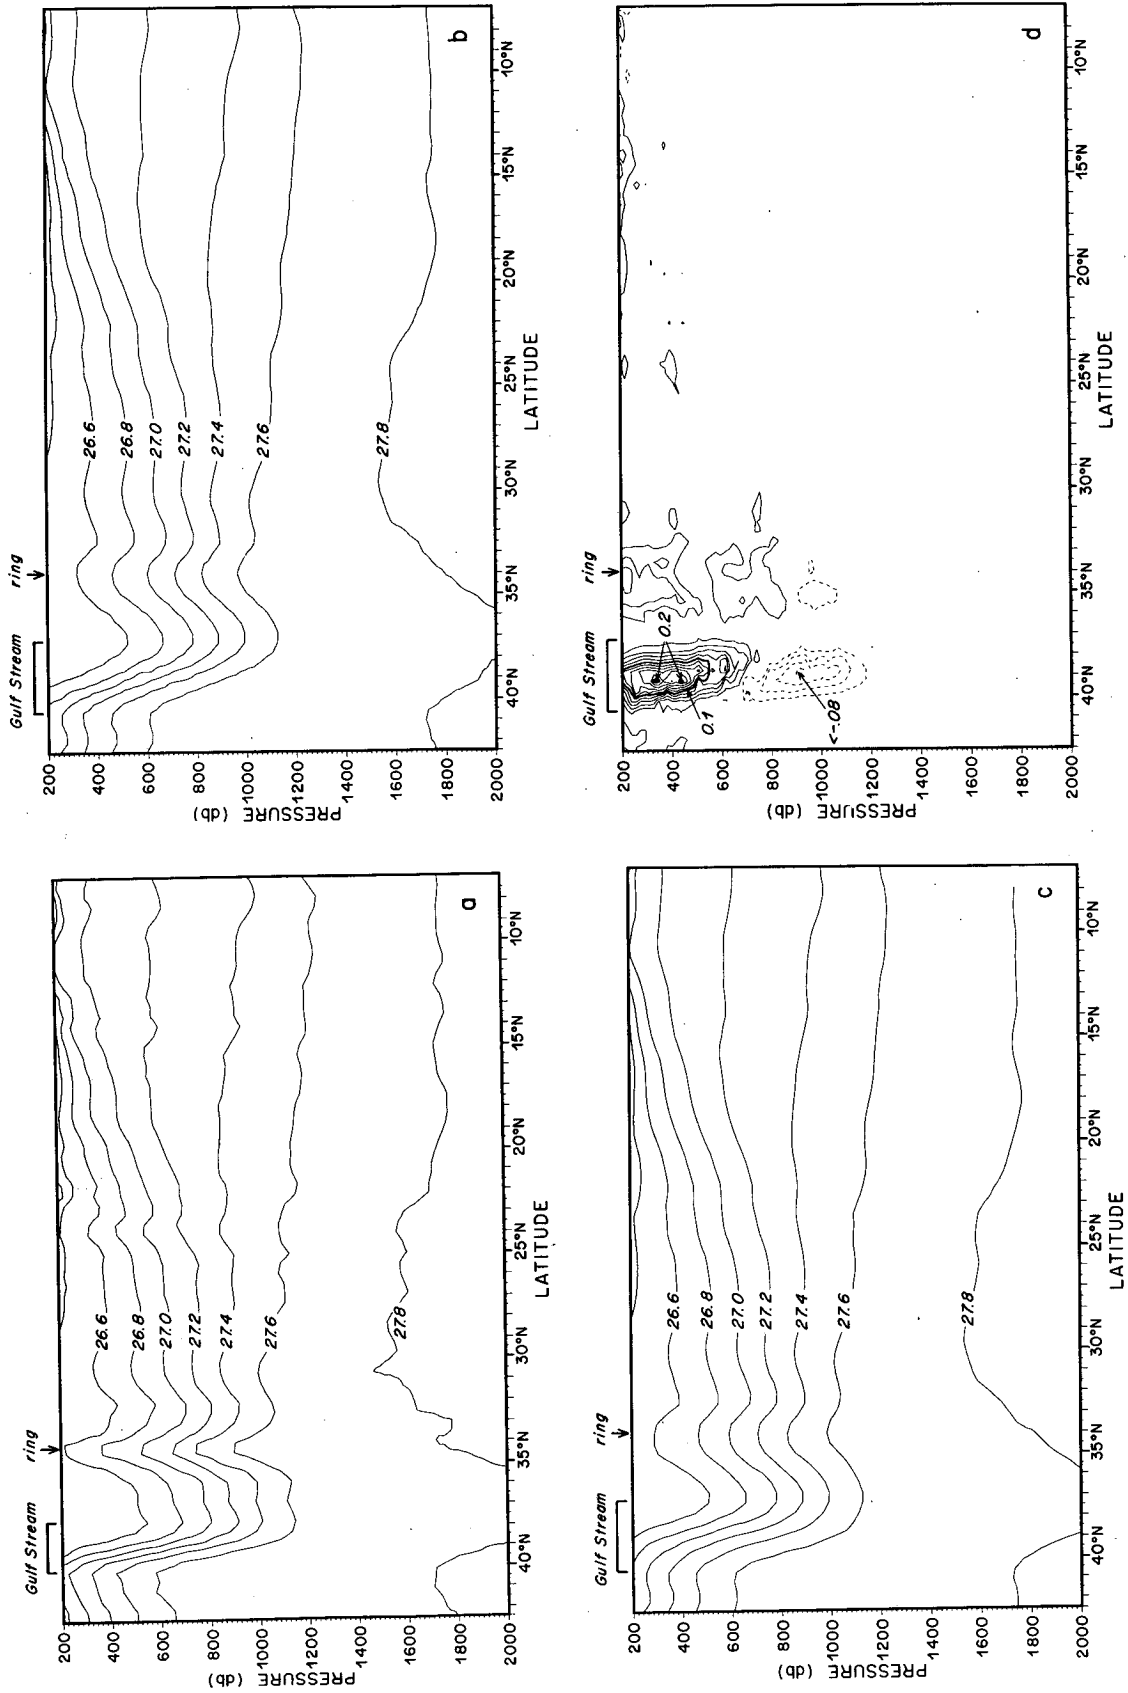 Gulf Stream
ring
200
400
600
800
1000
1200
1400
1600
1800
2000
PRESSURE (db)
26.6
26.8
27.0
27.2
27.4
27.6
27.8
a
40°N
35°N
30°N
25°N
20°N
15°N
10°N
LATITUDE
Gulf Stream
ring
200
400
600
800
1000
1200
1400
1600
1800
2000
PRESSURE (db)
26.6
26.8
27.0
27.2
27.4
27.6
27.8
b
40°N
35°N
30°N
25°N
20°N
15°N
10°N
LATITUDE
Gulf Stream
ring
200
400
600
800
1000
1200
1400
1600
1800
2000
PRESSURE (db)
26.6
26.8
27.0
27.2
27.4
27.6
27.8
c
40°N
35°N
30°N
25°N
20°N
15°N
10°N
LATITUDE
Gulf Stream
ring
200
400
600
800
1000
1200
1400
1600
1800
2000
PRESSURE (db)
0.2
0.1
<-.08
d
40°N
35°N
30°N
25°N
20°N
15°N
10°N
LATITUDE